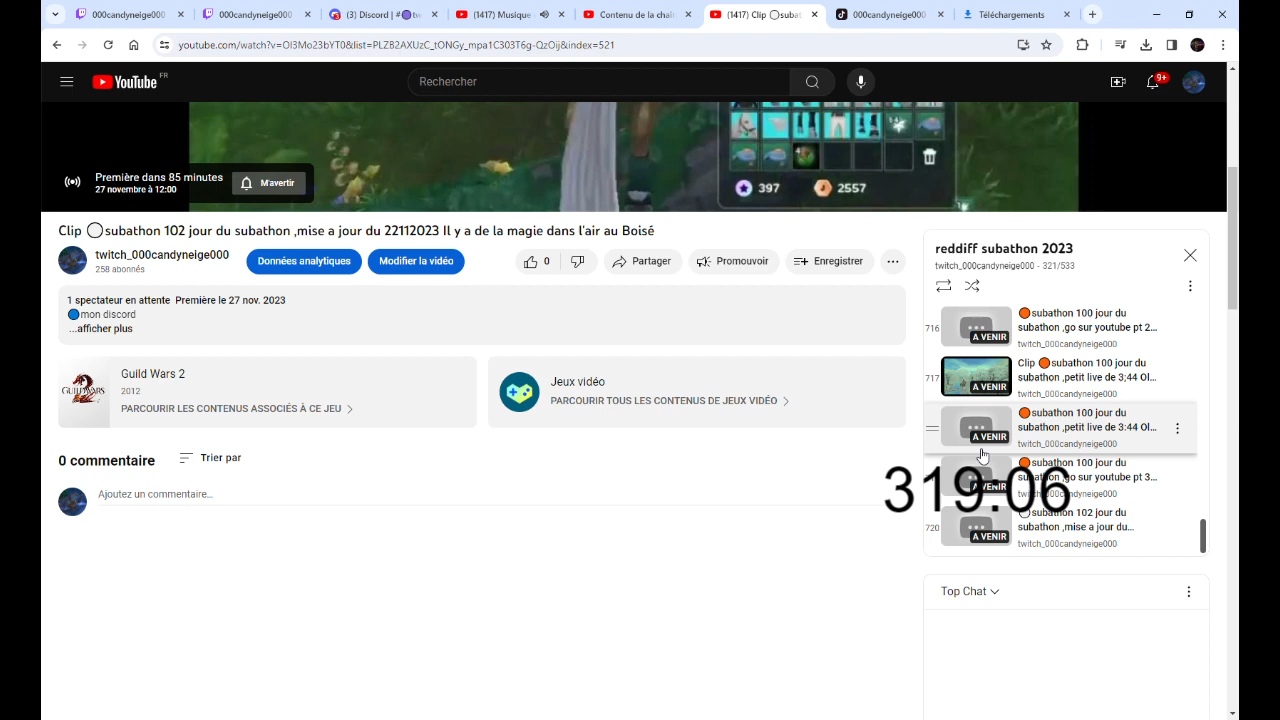 000candyneige
000candyneige
(3) Discord | #🔵tw
(1417) Musique
Contenu de la chaî
(1417) Clip ⚪subat
000candyneige000
Téléchargements
youtube.com/watch?v=OI3Mo23bYT0&list=PLZB2AXUzC_tONGy_mpa1C303T6g-QzOij&index=521
YouTube FR
Rechercher
9+
397
2557
Première dans 85 minutes
27 novembre à 12:00
M'avertir
Clip ⚪subathon 102 jour du subathon ,mise a jour du 22112023 Il y a de la magie dans l'air au Boisé
twitch_000candyneige000
258 abonnés
Données analytiques
Modifier la vidéo
0
Partager
Promouvoir
Enregistrer
1 spectateur en attente Première le 27 nov. 2023
🔵mon discord
...afficher plus
GUILD WARS 2
Guild Wars 2
2012
PARCOURIR LES CONTENUS ASSOCIÉS À CE JEU
Jeux vidéo
PARCOURIR TOUS LES CONTENUS DE JEUX VIDÉO
0 commentaire
Trier par
Ajoutez un commentaire...
reddiff subathon 2023
twitch_000candyneige000 - 321/533
716
A VENIR
🟠subathon 100 jour du
subathon ,go sur youtube pt 2...
twitch_000candyneige000
717
A VENIR
Clip 🟠subathon 100 jour du
subathon ,petit live de 3:44 Ol...
twitch_000candyneige000
A VENIR
🟠subathon 100 jour du
subathon ,petit live de 3:44 Ol...
twitch_000candyneige000
A VENIR
🟠subathon 100 jour du
subathon ,go sur youtube pt 3...
twitch_000candyneige000
319:06
720
A VENIR
⚪subathon 102 jour du
subathon ,mise a jour du...
twitch_000candyneige000
Top Chat